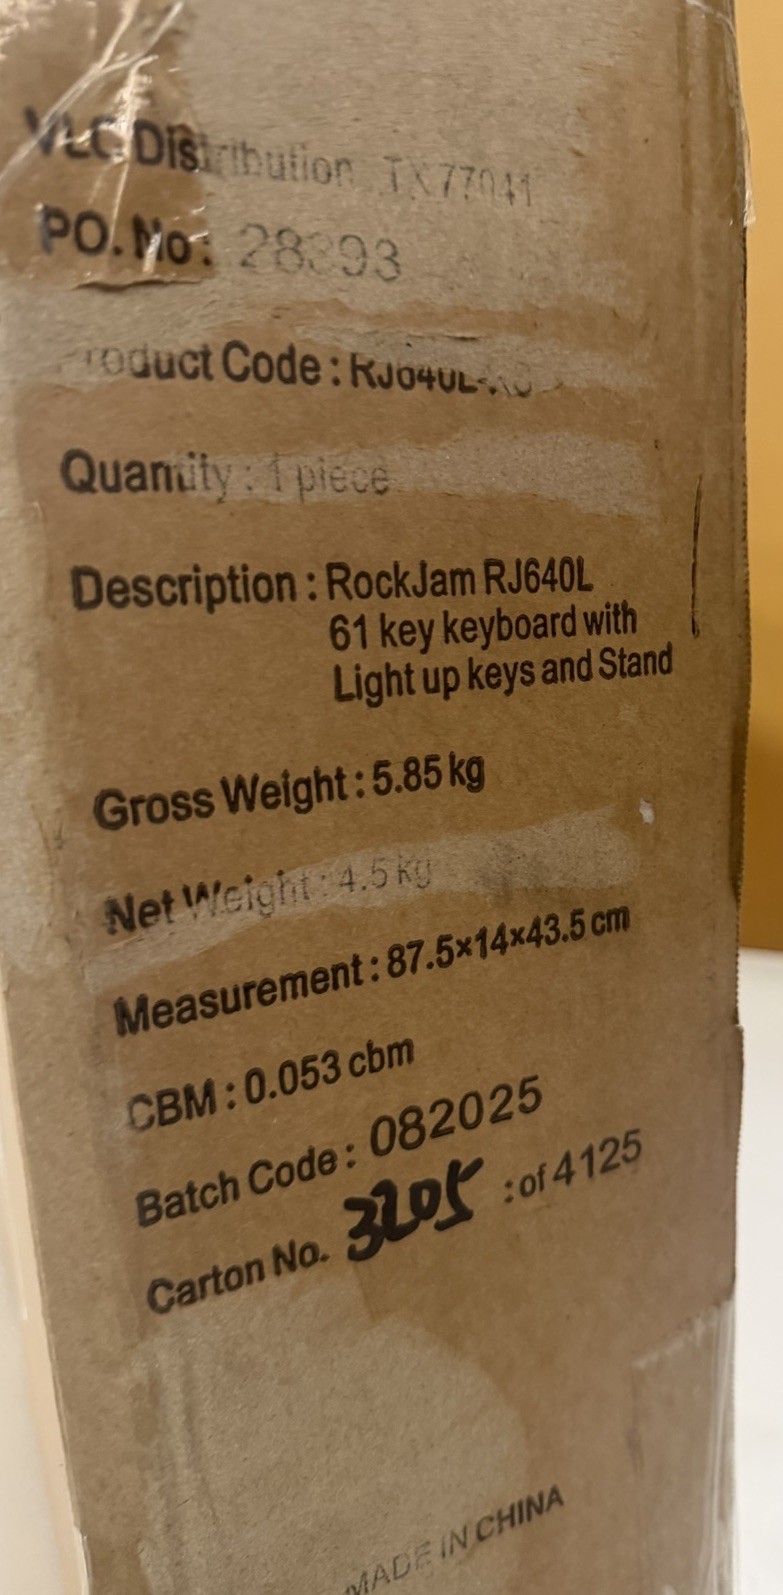 VLC Distribution TX77041
PO. No: 28393
Product Code :
Quantity : 1 piece
Description : RockJam RJ640L
61 key keyboard with
Light up keys and Stand
Gross Weight : 5.85 kg
Net Weight : 4.5 kg
Measurement : 87.5×14×43.5 cm
CBM : 0.053 cbm
Batch Code : 082025
Carton No. 3205 : of 4125
MADE IN CHINA